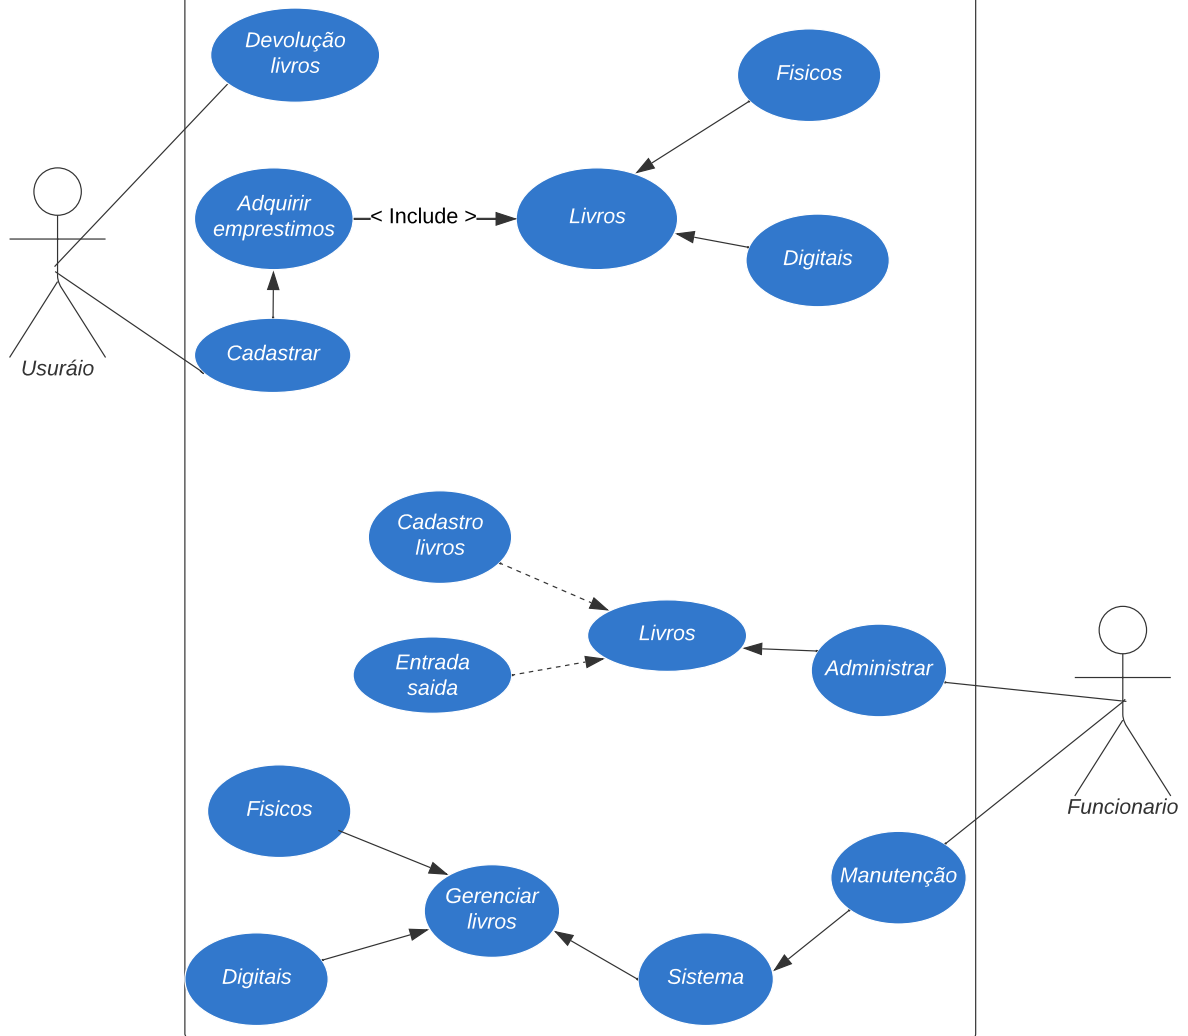 Devolução
livros
Fisicos
Adquirir
emprestimos
< Include >
Livros
Digitais
Cadastrar
Usuráio
Cadastro
livros
Livros
Entrada
saida
Administrar
Funcionario
Fisicos
Manutenção
Gerenciar
livros
Digitais
Sistema